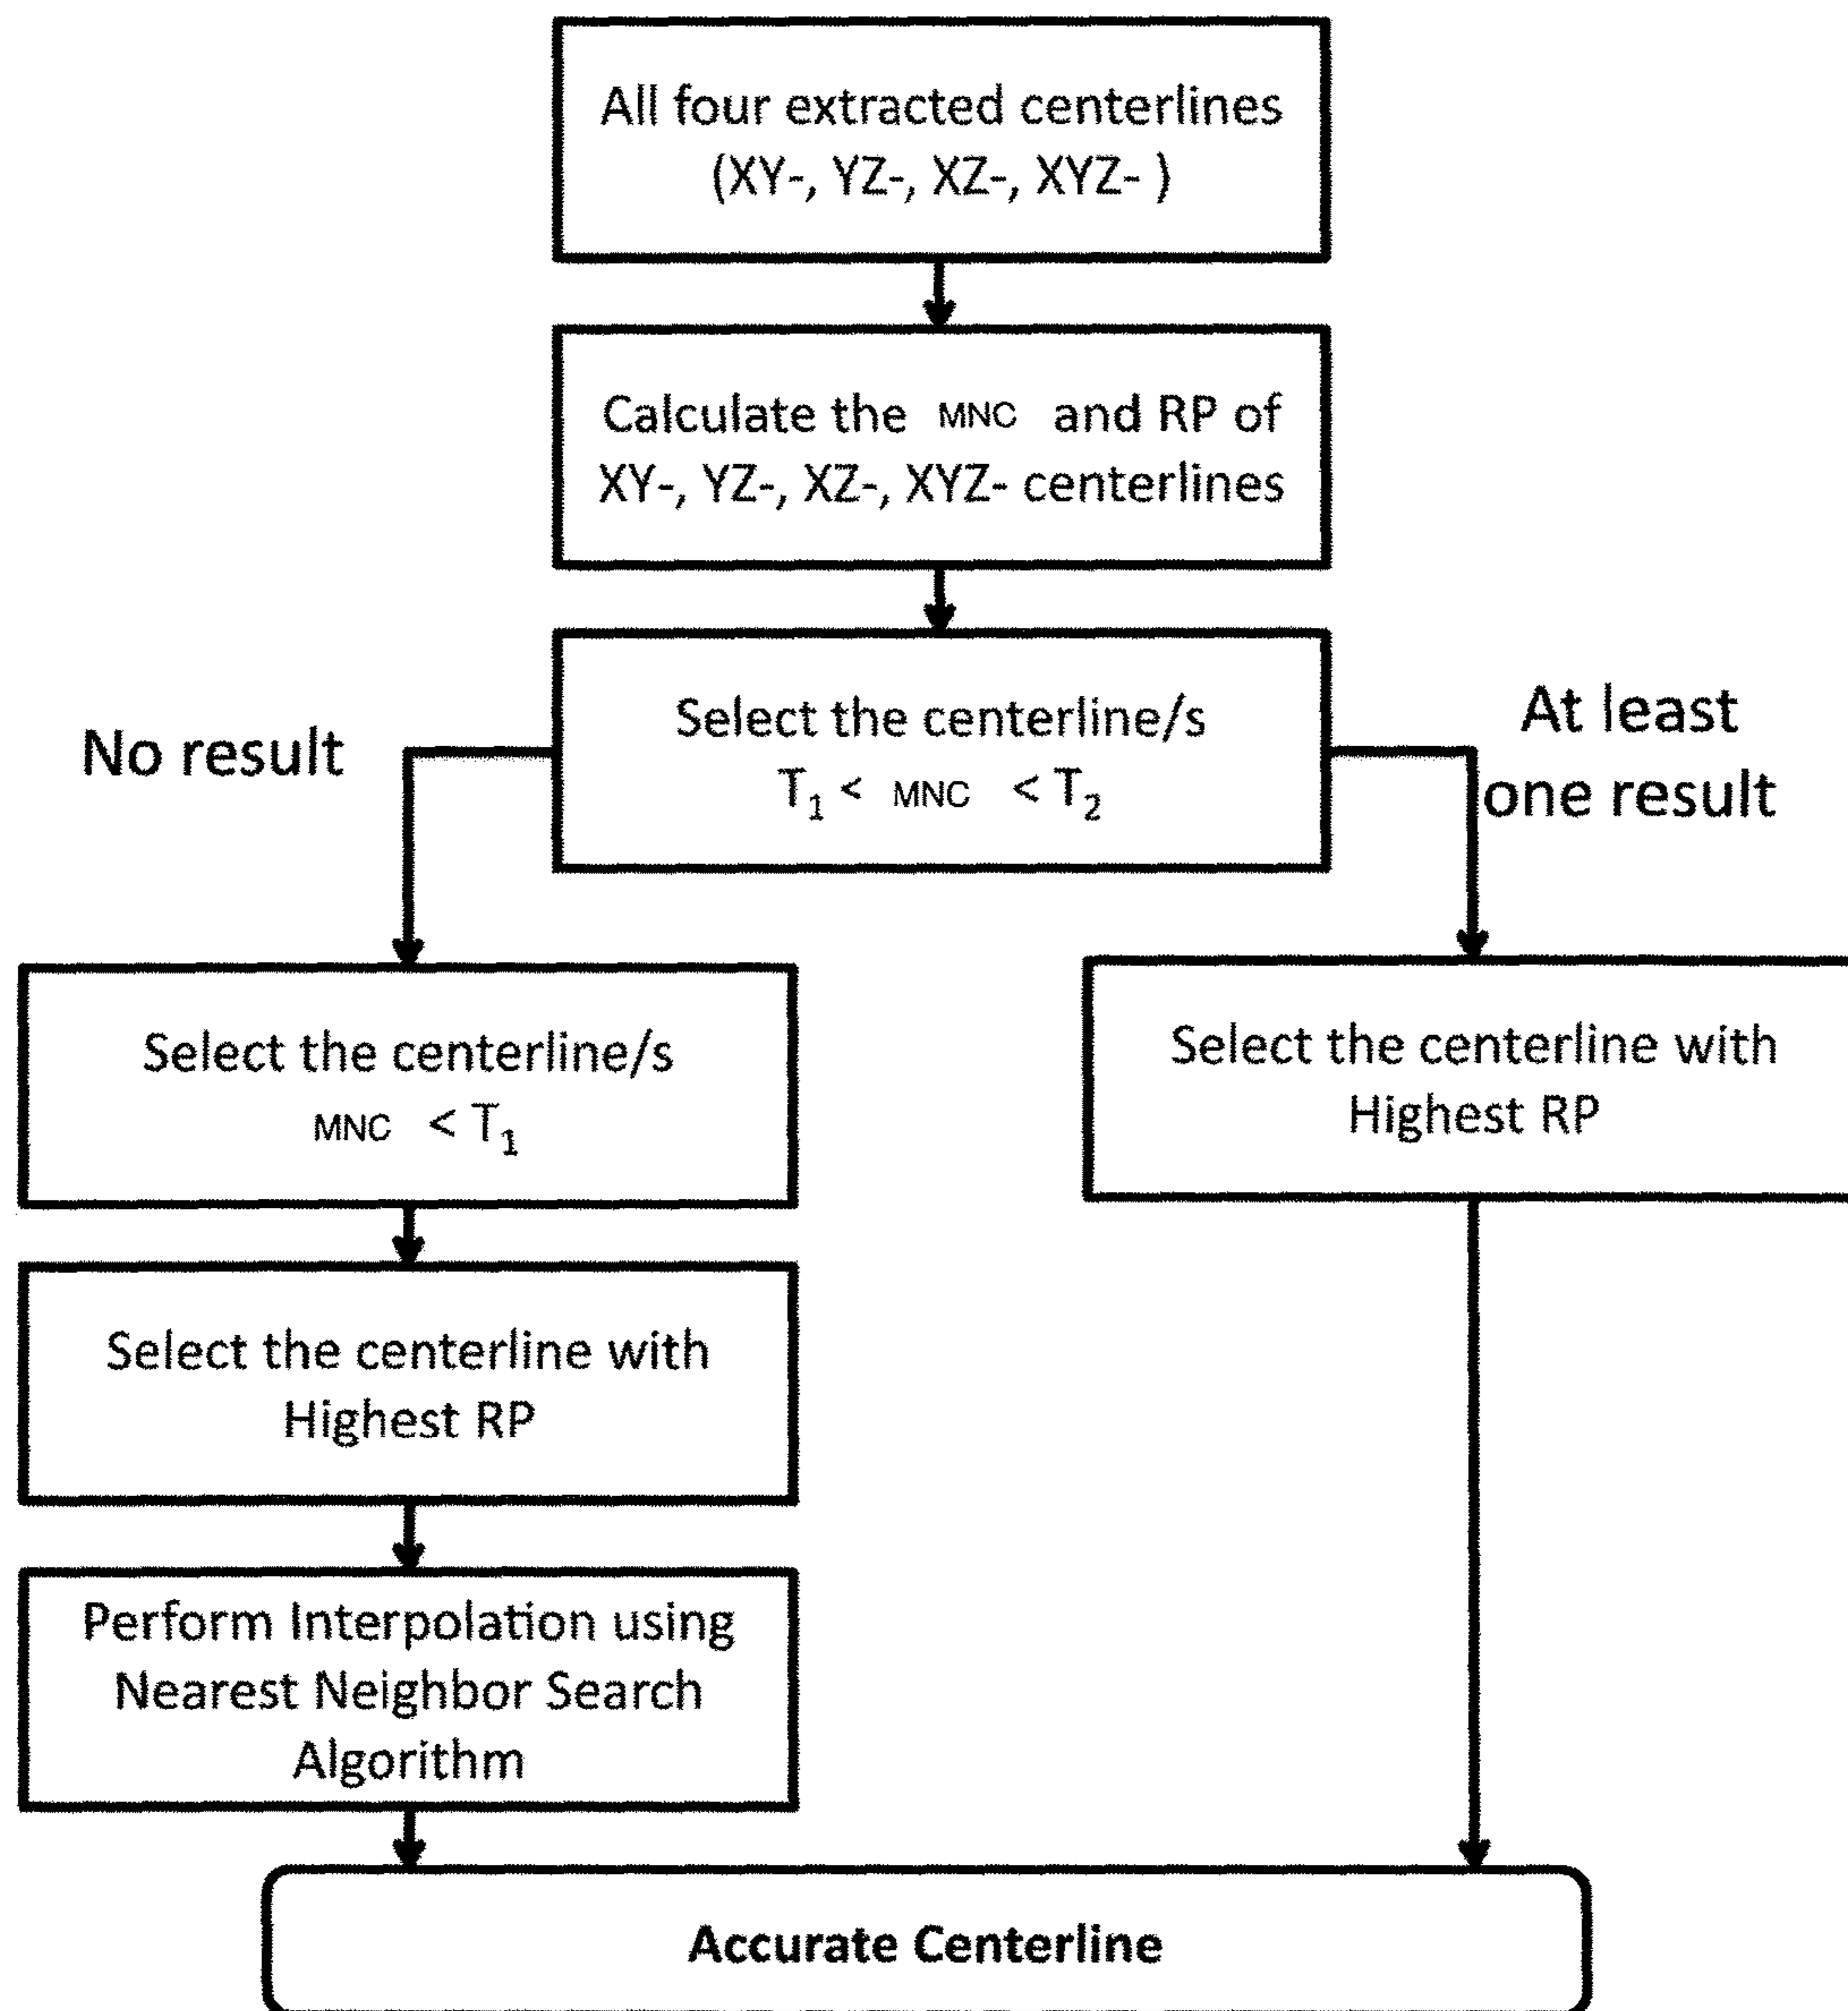 All four extracted centerlines
(XY-, YZ-, XZ-, XYZ- )
Calculate the MNC and RP of
XY-, YZ-, XZ-, XYZ- centerlines
Select the centerline/s
T₁ < MNC < T₂
No result
At least
one result
Select the centerline/s
MNC < T₁
Select the centerline with
Highest RP
Select the centerline with
Highest RP
Perform Interpolation using
Nearest Neighbor Search
Algorithm
Accurate Centerline